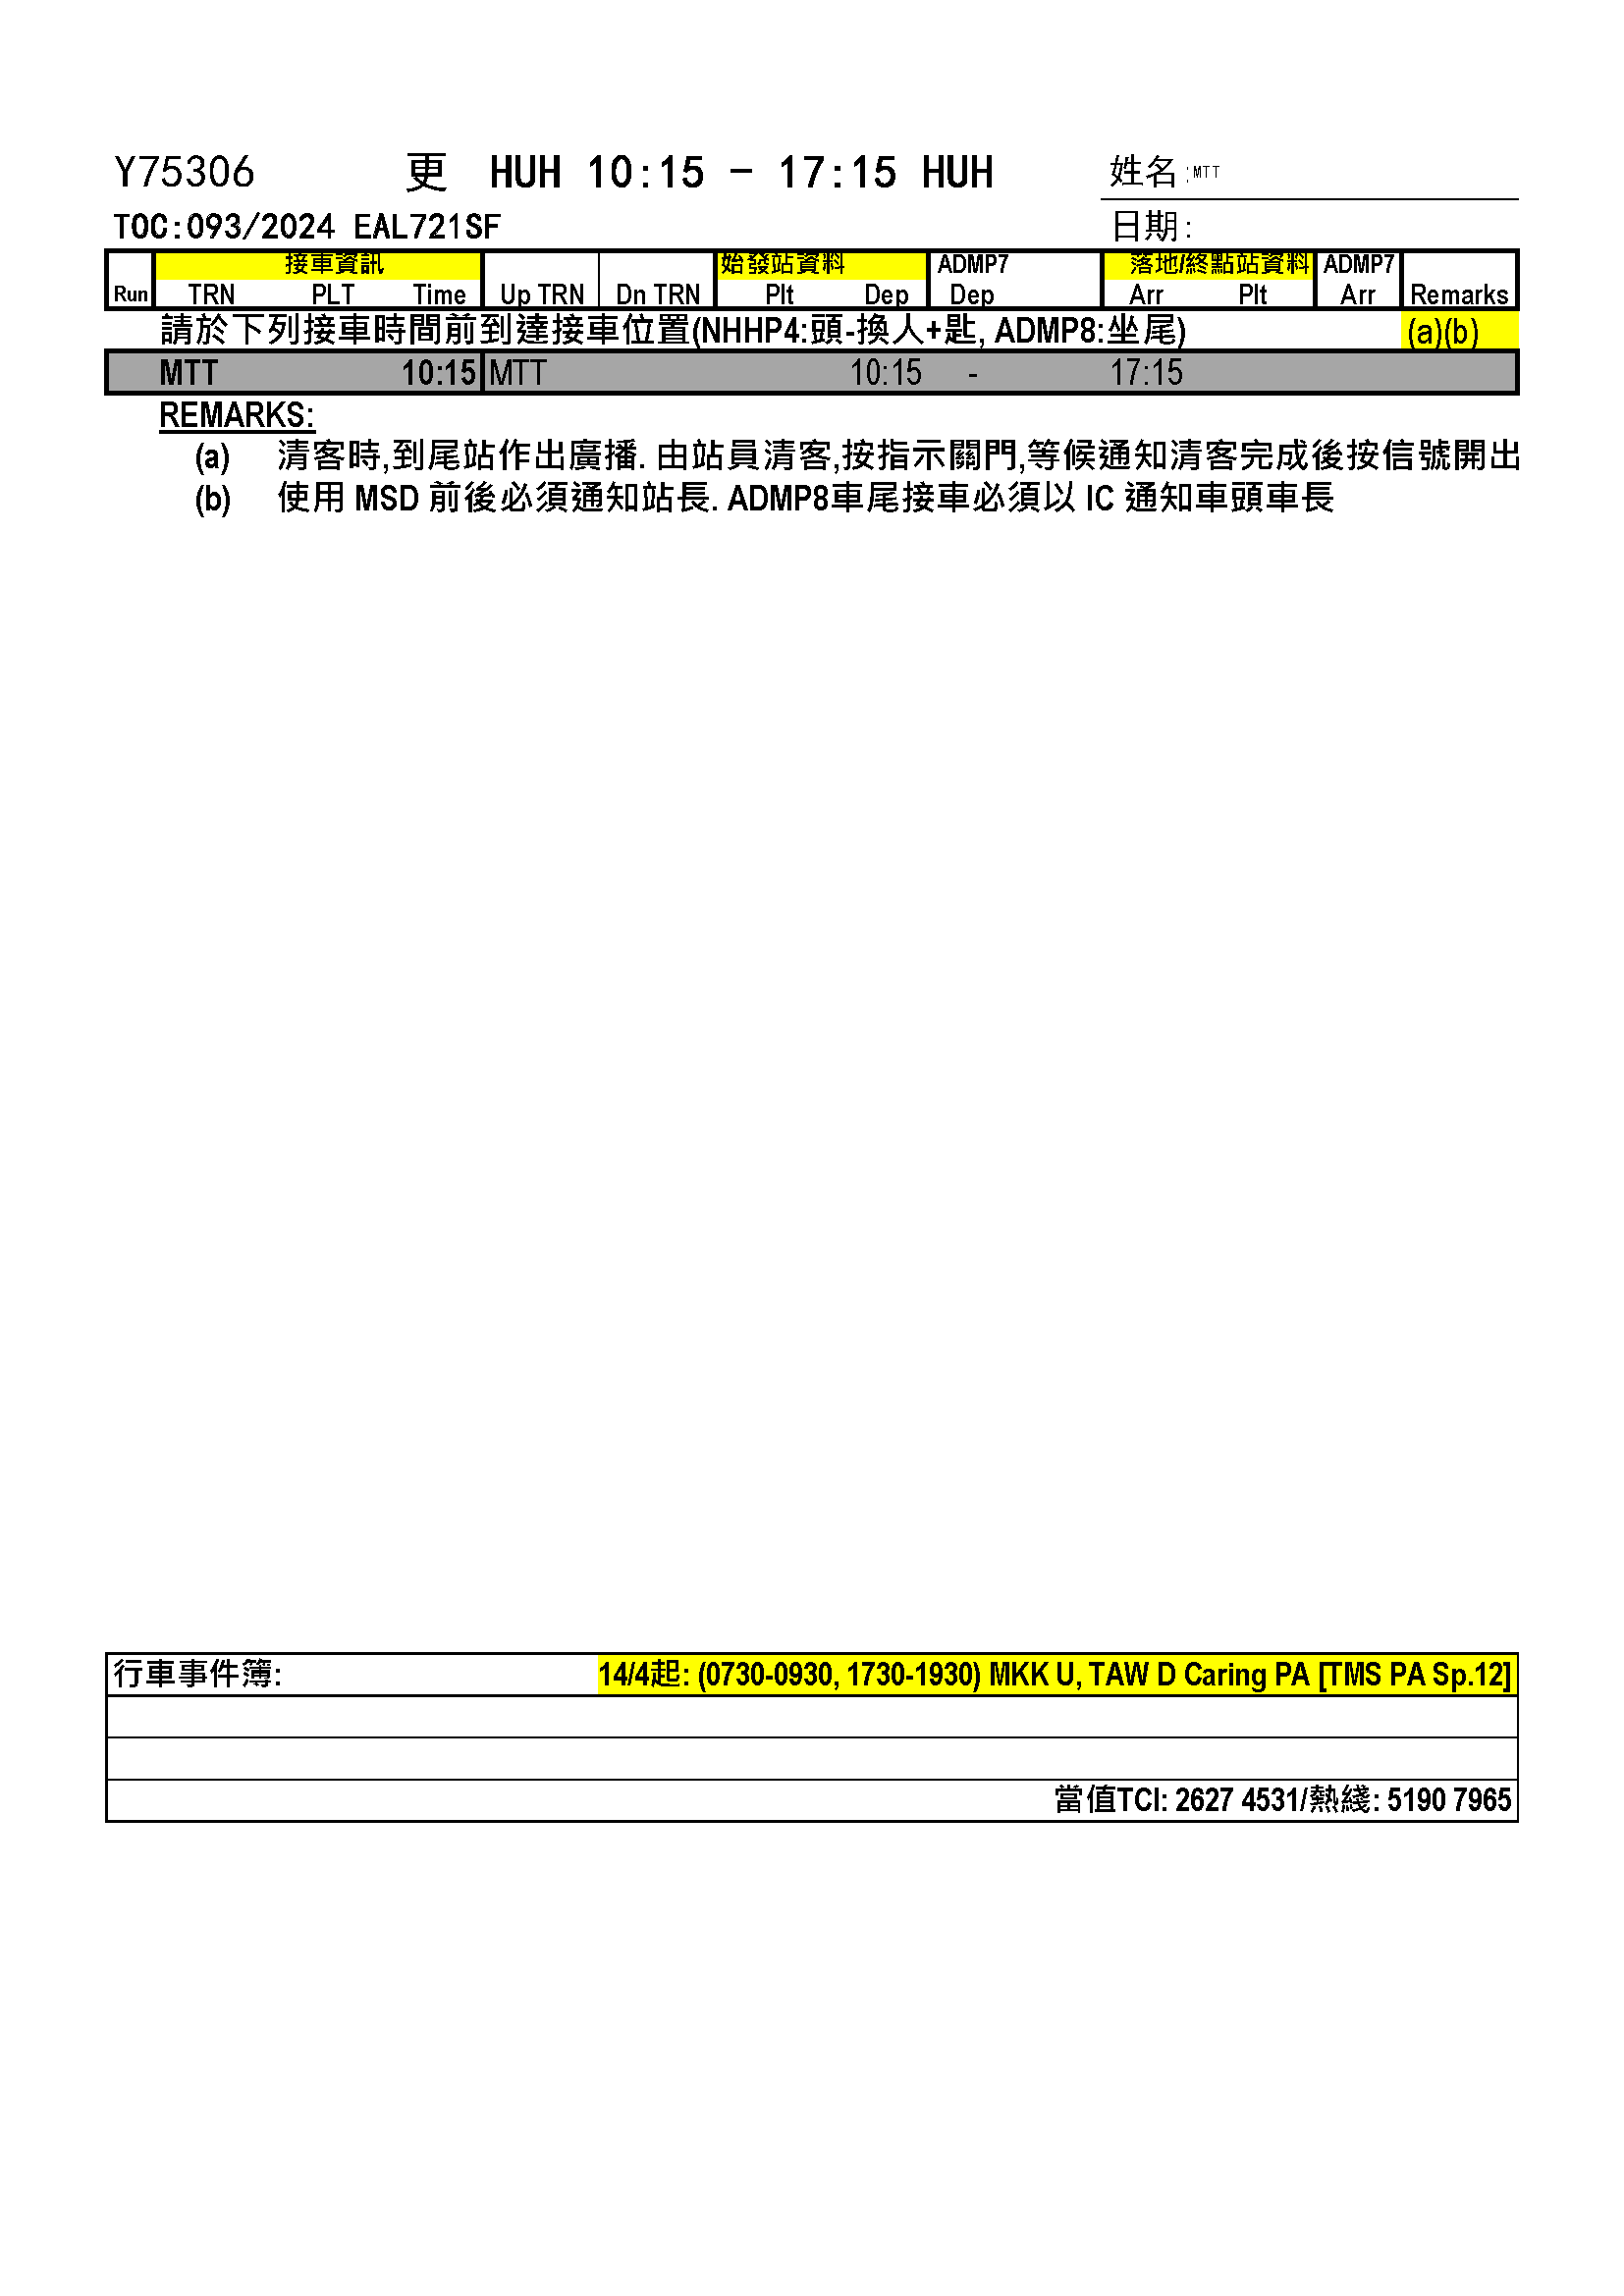 Y75306 更 HUH 10:15 - 17:15 HUH 姓名:MTT
TOC:093/2024 EAL721SF 日期:
接車資訊 始發站資料 ADMP7 落地/終點站資料 ADMP7
Run TRN PLT Time Up TRN Dn TRN Plt Dep Dep Arr Plt Arr Remarks
請於下列接車時間前到達接車位置(NHHP4:頭-換人+匙, ADMP8:坐尾) (a)(b)
MTT 10:15 MTT 10:15 - 17:15
REMARKS:
(a) 清客時,到尾站作出廣播. 由站員清客,按指示關門,等候通知清客完成後按信號開出
(b) 使用 MSD 前後必須通知站長. ADMP8車尾接車必須以 IC 通知車頭車長
行車事件簿: 14/4起: (0730-0930, 1730-1930) MKK U, TAW D Caring PA [TMS PA Sp.12]
當值TCI: 2627 4531/熱綫: 5190 7965